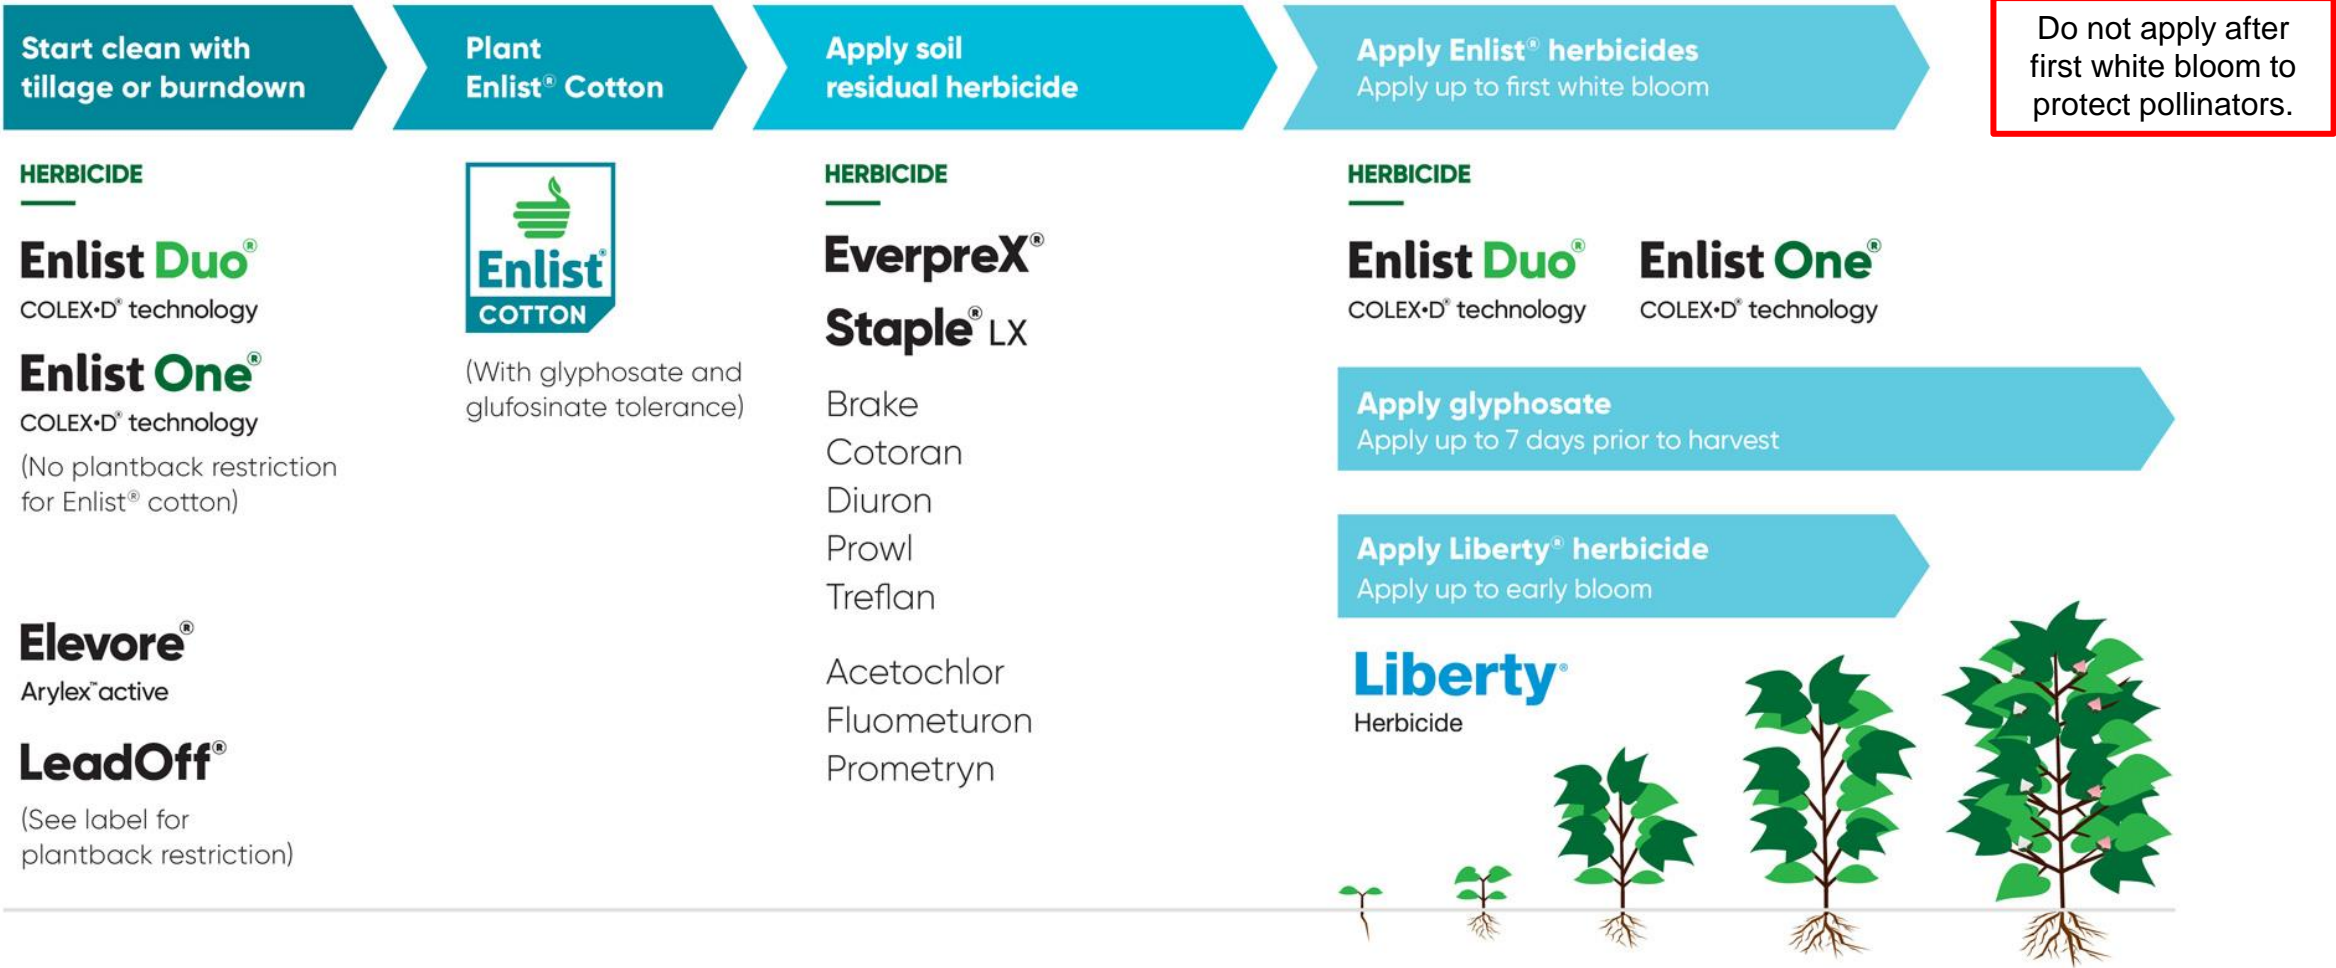 Start clean with
tillage or burndown
Plant
Enlist® Cotton
Apply soil
residual herbicide
Apply Enlist® herbicides
Apply up to first white bloom
Do not apply after
first white bloom to
protect pollinators.
HERBICIDE
Enlist Duo®
COLEX•D® technology
Enlist One®
COLEX•D® technology
(No plantback restriction
for Enlist® cotton)
Elevore®
Arylex™ active
LeadOff®
(See label for
plantback restriction)
Enlist®
COTTON
(With glyphosate and
glufosinate tolerance)
HERBICIDE
EverpreX®
Staple® LX
Brake
Cotoran
Diuron
Prowl
Treflan
Acetochlor
Fluometuron
Prometryn
HERBICIDE
Enlist Duo® Enlist One®
COLEX•D® technology COLEX•D® technology
Apply glyphosate
Apply up to 7 days prior to harvest
Apply Liberty® herbicide
Apply up to early bloom
Liberty®
Herbicide